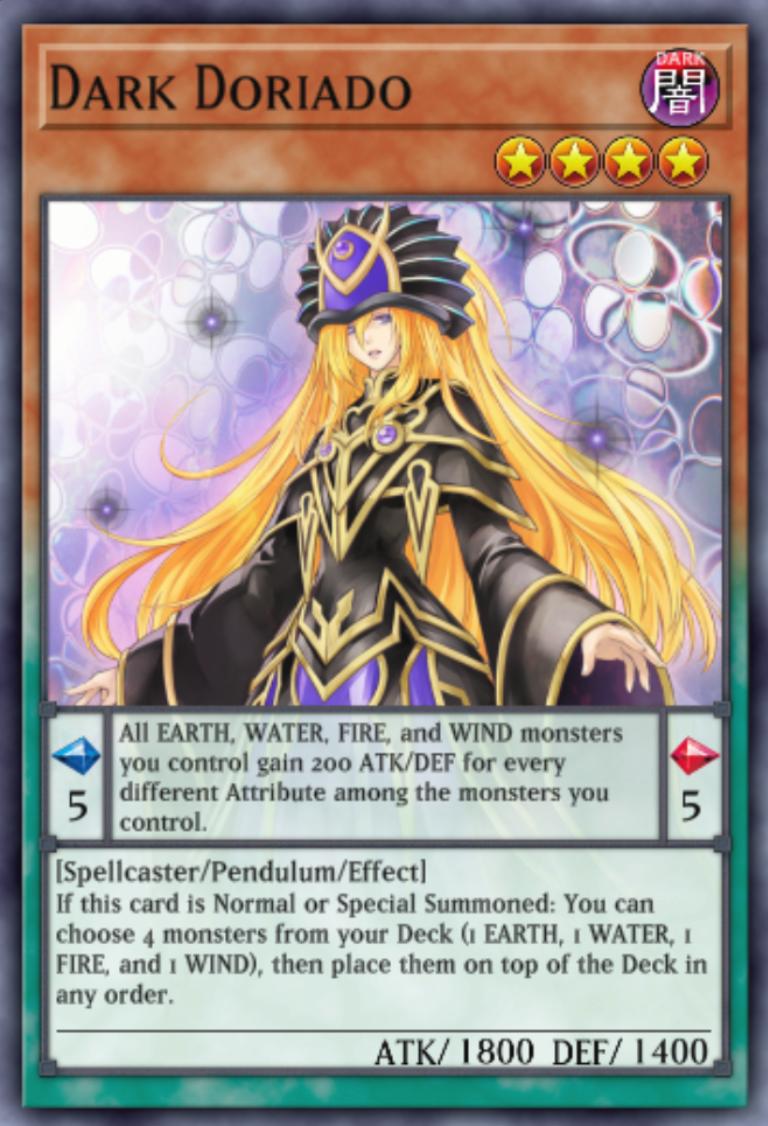 DARK DORIADO
DARK
闇
All EARTH, WATER, FIRE, and WIND monsters
you control gain 200 ATK/DEF for every
different Attribute among the monsters you
control.
5
5
[Spellcaster/Pendulum/Effect]
If this card is Normal or Special Summoned: You can
choose 4 monsters from your Deck (1 EARTH, 1 WATER, 1
FIRE, and 1 WIND), then place them on top of the Deck in
any order.
ATK/ 1800 DEF/ 1400